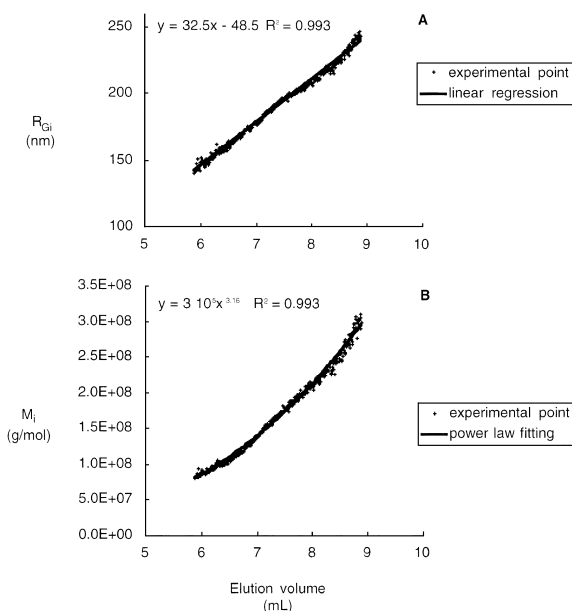 y = 32.5x - 48.5 R² = 0.993
A
250
200
150
100
R_Gi
(nm)
5 6 7 8 9 10
experimental point
linear regression
B
y = 3 10⁵x^3.16 R² = 0.993
3.5E+08
3.0E+08
2.5E+08
2.0E+08
1.5E+08
1.0E+08
5.0E+07
0.0E+00
M_i
(g/mol)
5 6 7 8 9 10
experimental point
power law fitting
Elution volume
(mL)